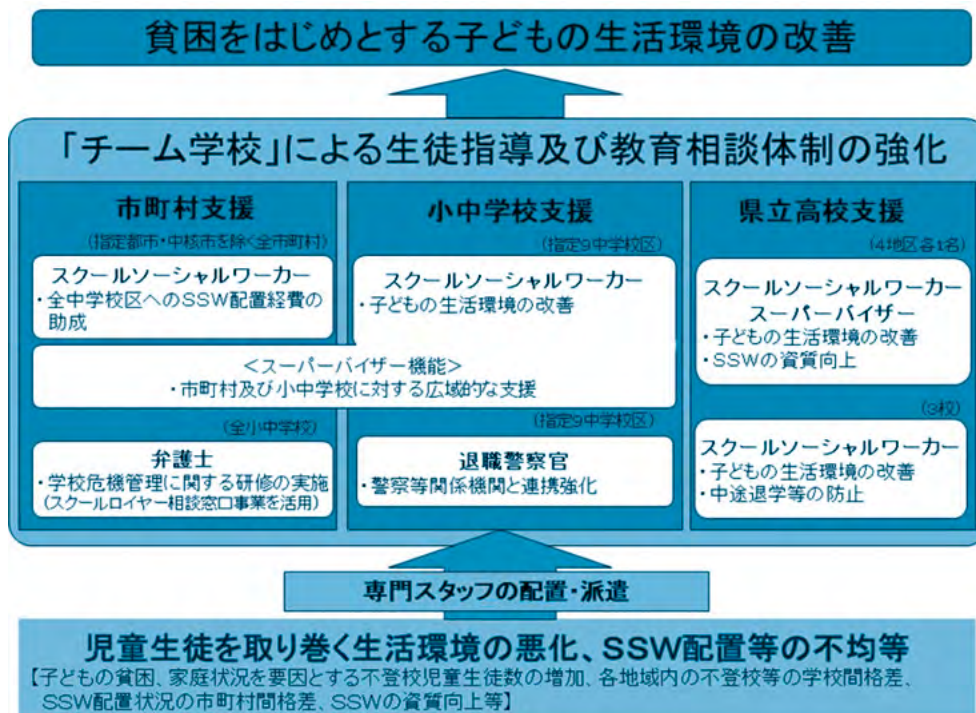 貧困をはじめとする子どもの生活環境の改善
「チーム学校」による生徒指導及び教育相談体制の強化
市町村支援
(指定都市・中核市を除く全市町村)
スクールソーシャルワーカー
・全中学校区へのSSW配置経費の
助成
小中学校支援
(指定9中学校区)
スクールソーシャルワーカー
・子どもの生活環境の改善
<スーパーバイザー機能>
・市町村及び小中学校に対する広域的な支援
(全小中学校)
弁護士
・学校危機管理に関する研修の実施
(スクールロイヤー相談窓口事業を活用)
(指定9中学校区)
退職警察官
・警察等関係機関と連携強化
県立高校支援
(4地区各1名)
スクールソーシャルワーカー
スーパーバイザー
・子どもの生活環境の改善
・SSWの資質向上
(3校)
スクールソーシャルワーカー
・子どもの生活環境の改善
・中途退学等の防止
専門スタッフの配置・派遣
児童生徒を取り巻く生活環境の悪化、SSW配置等の不均等
【子どもの貧困、家庭状況を要因とする不登校児童生徒数の増加、各地域内の不登校等の学校間格差、
SSW配置状況の市町村間格差、SSWの資質向上等】